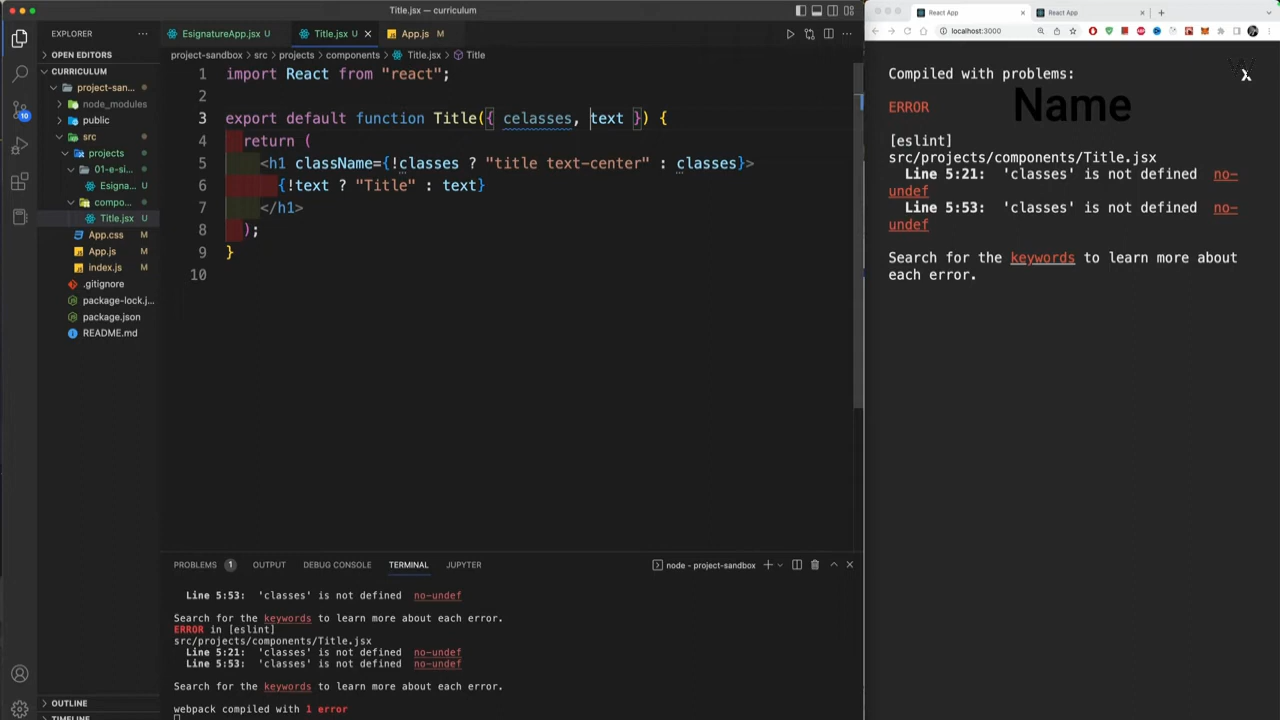 Title.jsx — curriculum
EXPLORER
OPEN EDITORS
CURRICULUM
project-san...
node_modules
public
src
projects
01-e-si...
Esigna... U
compo...
Title.jsx U
App.css M
App.js M
index.js M
.gitignore
package-lock.j...
package.json
README.md
OUTLINE
TIMELINE
10
EsignatureApp.jsx U
Title.jsx U
App.js M
project-sandbox > src > projects > components > Title.jsx > Title
1 import React from "react";
2
3 export default function Title({ celasses, text }) {
4 return (
5 <h1 className={!classes ? "title text-center" : classes}>
6 {!text ? "Title" : text}
7 </h1>
8 );
9 }
10
PROBLEMS 1 OUTPUT DEBUG CONSOLE TERMINAL JUPYTER
node - project-sandbox
Line 5:53: 'classes' is not defined no-undef
Search for the keywords to learn more about each error.
ERROR in [eslint]
src/projects/components/Title.jsx
Line 5:21: 'classes' is not defined no-undef
Line 5:53: 'classes' is not defined no-undef
Search for the keywords to learn more about each error.
webpack compiled with 1 error
React App
React App
localhost:3000
Compiled with problems:
X
ERROR
Name
[eslint]
src/projects/components/Title.jsx
Line 5:21: 'classes' is not defined no-
undef
Line 5:53: 'classes' is not defined no-
undef
Search for the keywords to learn more about
each error.